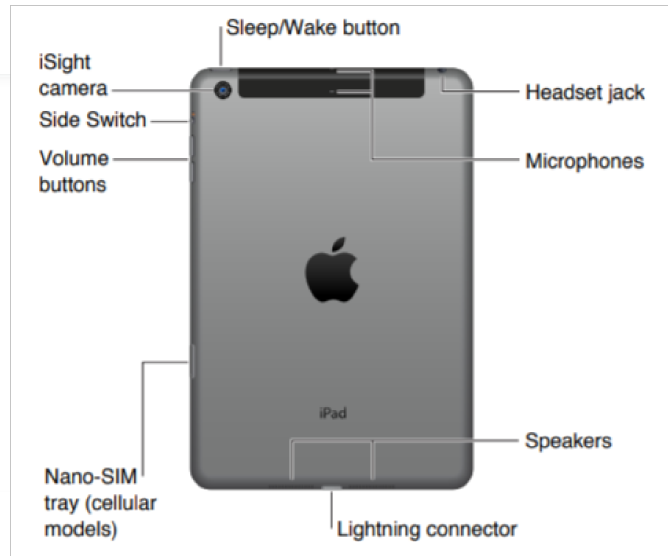 Sleep/Wake button
iSight
camera
Headset jack
Side Switch
Volume
buttons
Microphones
iPad
Speakers
Nano-SIM
tray (cellular
models)
Lightning connector